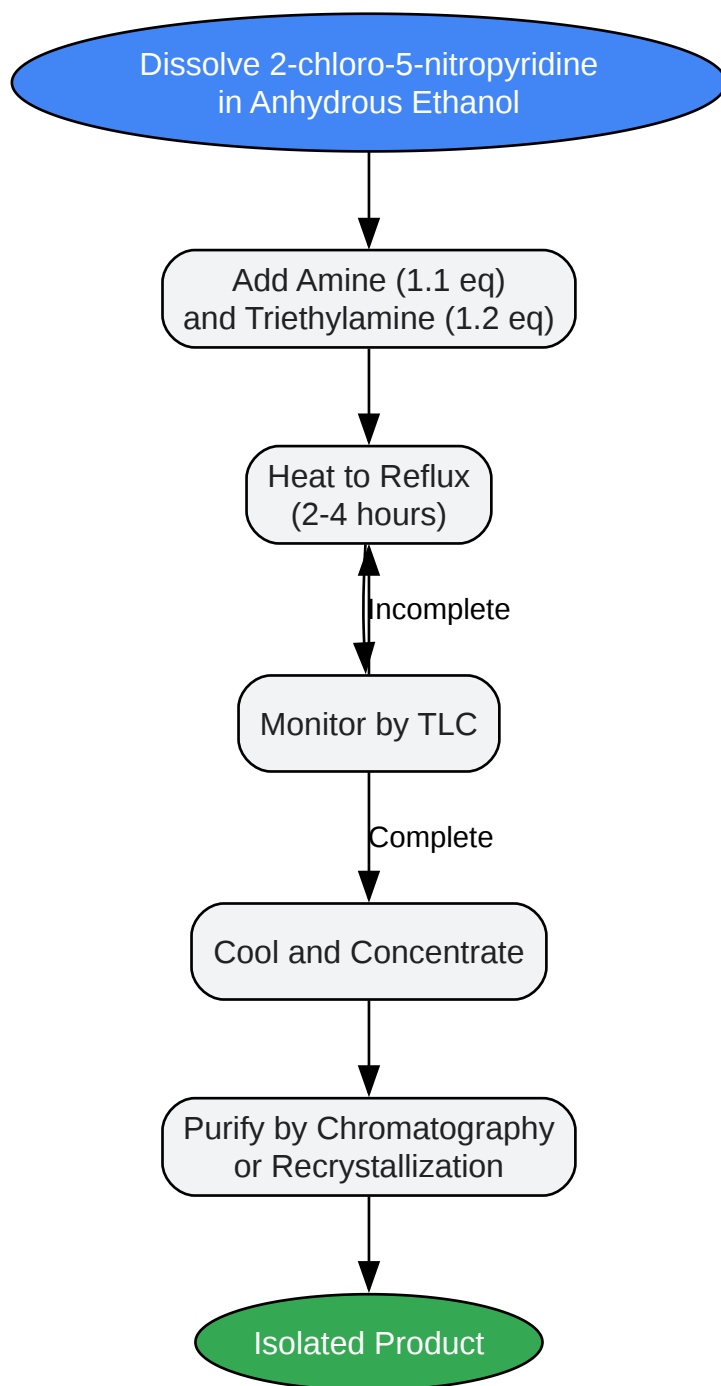 Dissolve 2-chloro-5-nitropyridine
in Anhydrous Ethanol
Add Amine (1.1 eq)
and Triethylamine (1.2 eq)
Heat to Reflux
(2-4 hours)
Incomplete
Monitor by TLC
Complete
Cool and Concentrate
Purify by Chromatography
or Recrystallization
Isolated Product